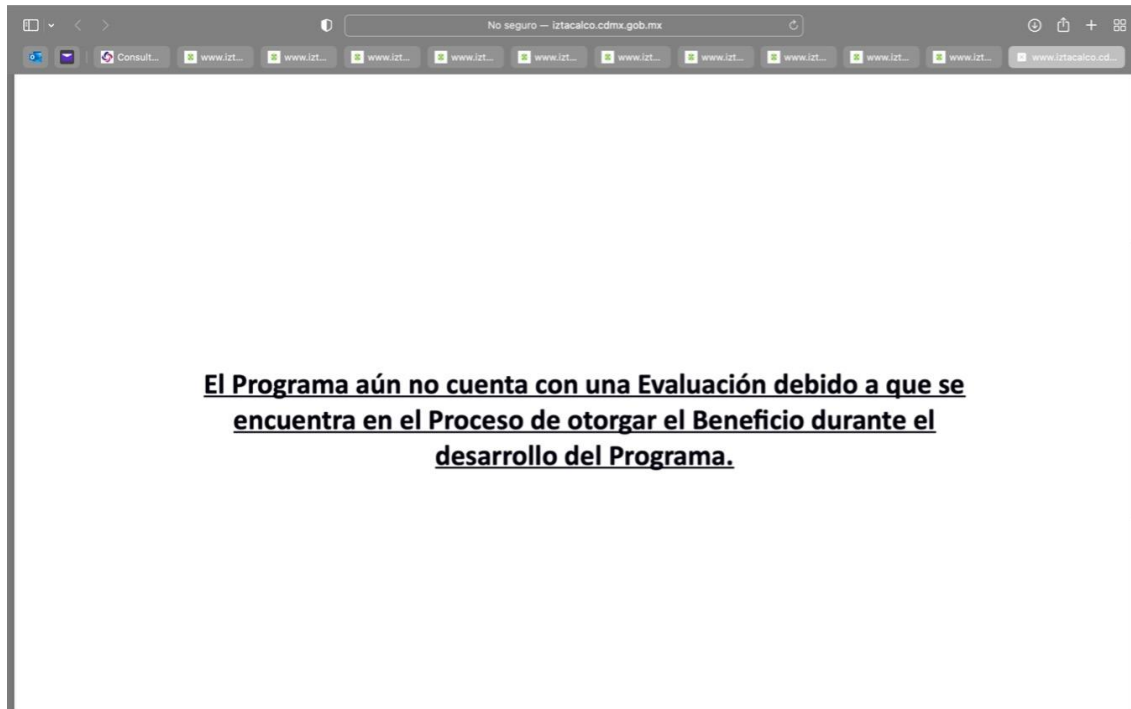 No seguro — iztacalco.cdmx.gob.mx
Consult... www.izt... www.izt... www.izt... www.izt... www.izt... www.izt... www.izt... www.izt... www.izt... www.izt... www.iztacalco.cd...
El Programa aún no cuenta con una Evaluación debido a que se
encuentra en el Proceso de otorgar el Beneficio durante el
desarrollo del Programa.